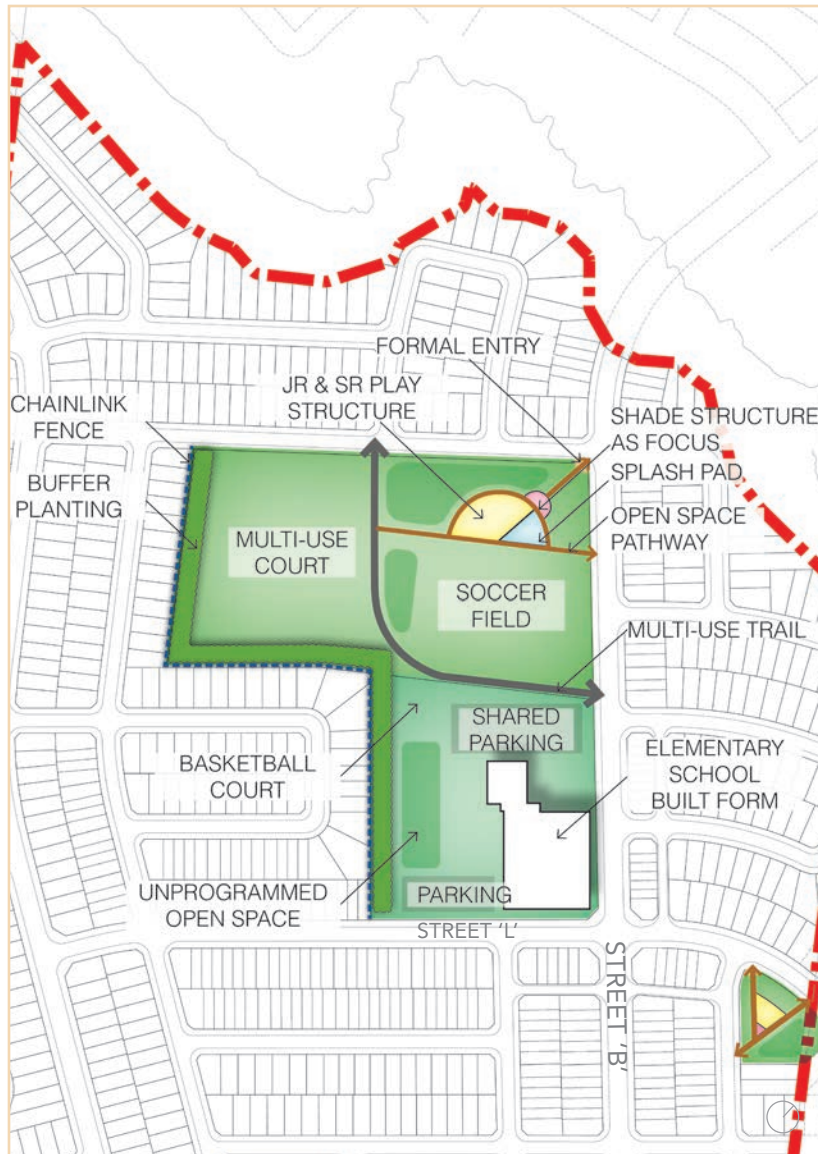 FORMAL ENTRY
JR & SR PLAY
STRUCTURE
CHAINLINK
FENCE
SHADE STRUCTURE
AS FOCUS
SPLASH PAD
BUFFER
PLANTING
OPEN SPACE
PATHWAY
MULTI-USE
COURT
SOCCER
FIELD
MULTI-USE TRAIL
SHARED
PARKING
BASKETBALL
COURT
ELEMENTARY
SCHOOL
BUILT FORM
UNPROGRAMMED
OPEN SPACE
PARKING
STREET 'L'
STREET 'B'